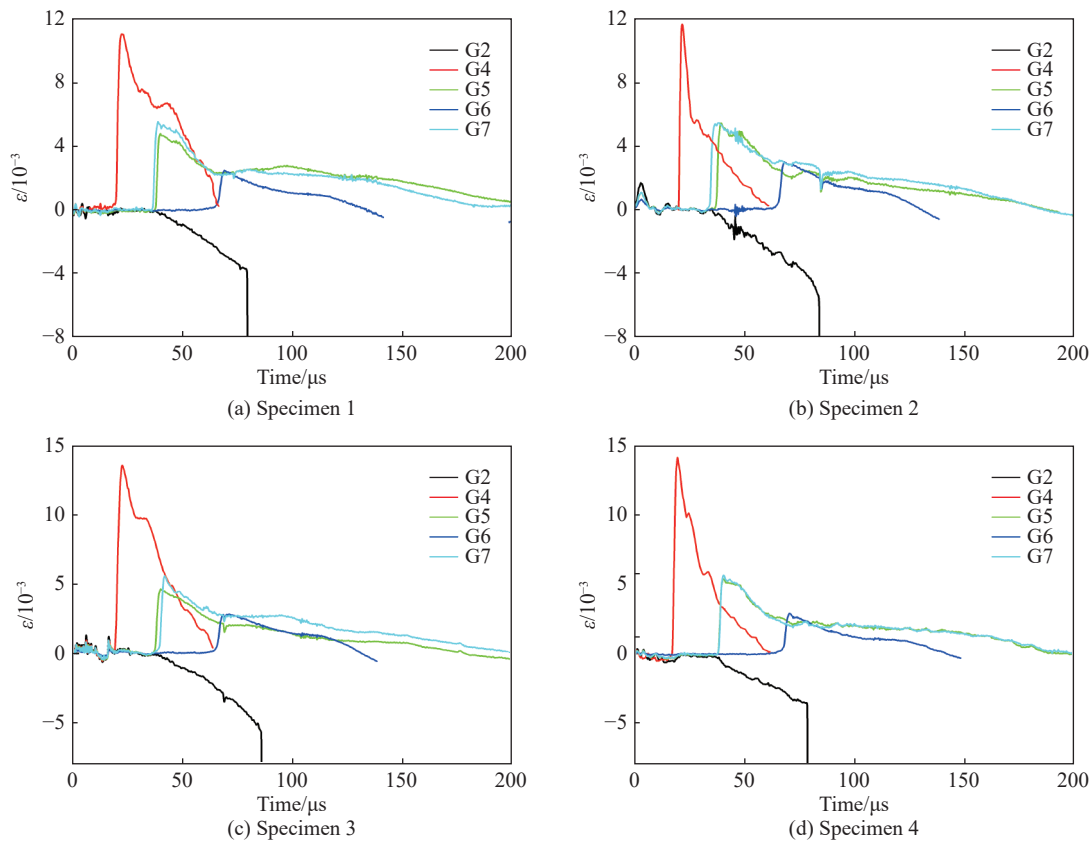 12
8
4
0
−4
−8
ε/10⁻³
G2
G4
G5
G6
G7
0 50 100 150 200
Time/μs
(a) Specimen 1
12
8
4
0
−4
−8
ε/10⁻³
G2
G4
G5
G6
G7
0 50 100 150 200
Time/μs
(b) Specimen 2
15
10
5
0
−5
ε/10⁻³
G2
G4
G5
G6
G7
0 50 100 150 200
Time/μs
(c) Specimen 3
15
10
5
0
−5
ε/10⁻³
G2
G4
G5
G6
G7
0 50 100 150 200
Time/μs
(d) Specimen 4